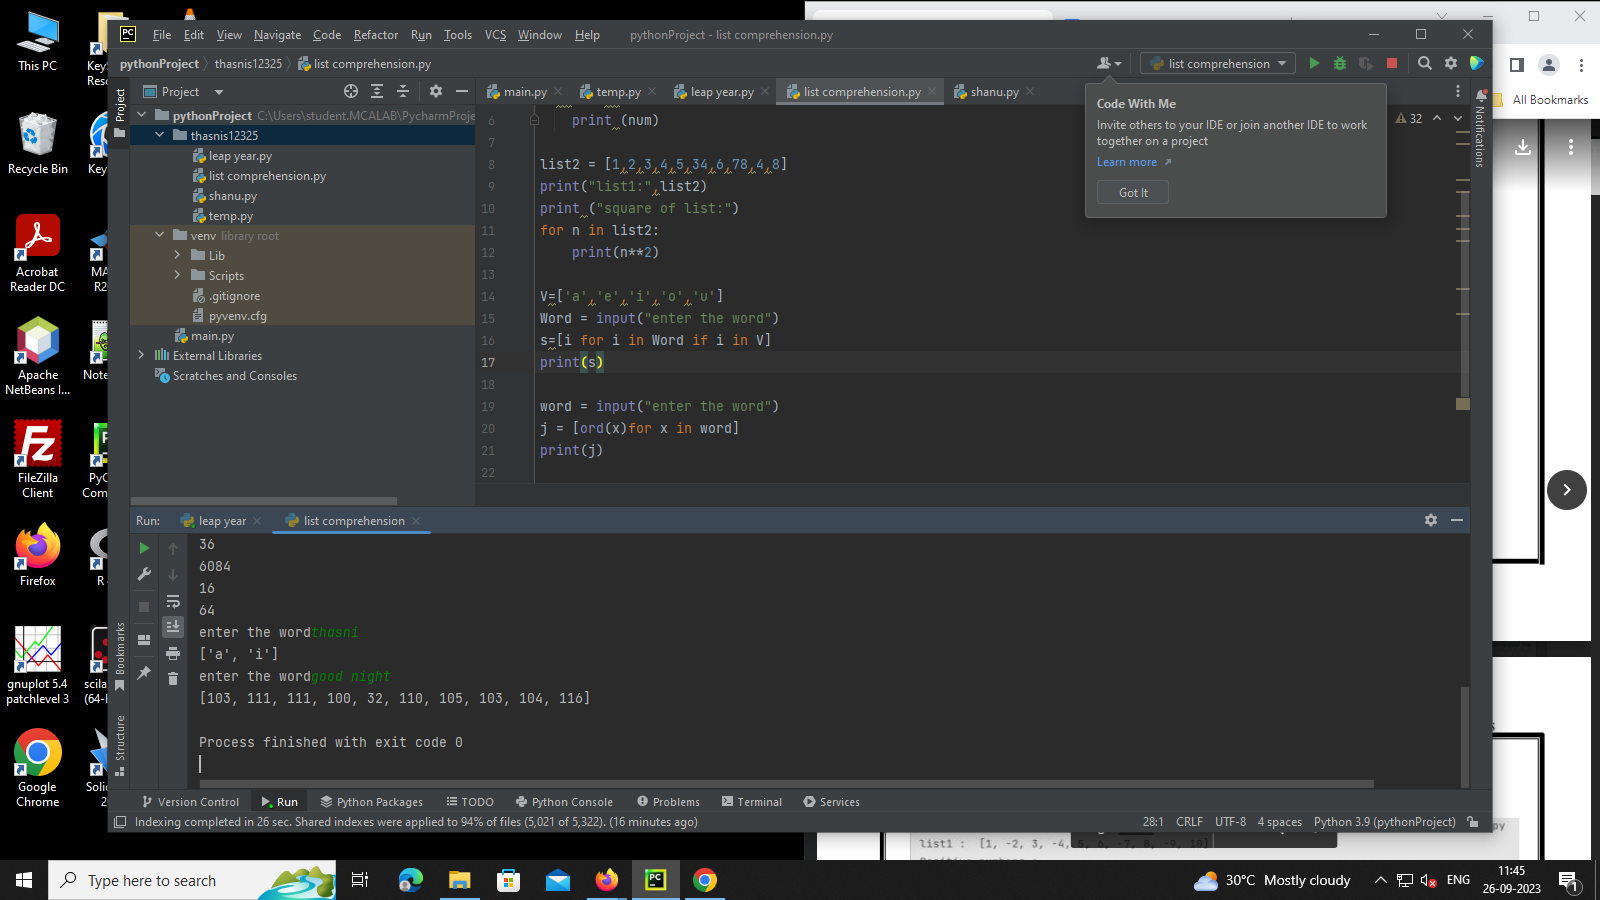 This PC
Recycle Bin
Acrobat
Reader DC
Apache
NetBeans I...
FileZilla
Client
Firefox
gnuplot 5.4
patchlevel 3
Google
Chrome
PC File Edit View Navigate Code Refactor Run Tools VCS Window Help pythonProject - list comprehension.py
pythonProject thasnis12325 list comprehension.py list comprehension
Project main.py temp.py leap year.py list comprehension.py shanu.py
Project
pythonProject C:\Users\student.MCALAB\PycharmProje
thasnis12325
leap year.py
list comprehension.py
shanu.py
temp.py
venv library root
Lib
Scripts
.gitignore
pyvenv.cfg
main.py
External Libraries
Scratches and Consoles
6 print (num)
7
8 list2 = [1,2,3,4,5,34,6,78,4,8]
9 print("list1:",list2)
10 print ("square of list:")
11 for n in list2:
12 print(n**2)
13
14 V=['a','e','i','o','u']
15 Word = input("enter the word")
16 s=[i for i in Word if i in V]
17 print(s)
18
19 word = input("enter the word")
20 j = [ord(x)for x in word]
21 print(j)
22
32
Code With Me
Invite others to your IDE or join another IDE to work
together on a project
Learn more
Got It
Notifications
All Bookmarks
Run: leap year list comprehension
36
6084
16
64
enter the wordthasni
['a', 'i']
enter the wordgood night
[103, 111, 111, 100, 32, 110, 105, 103, 104, 116]
Process finished with exit code 0
Bookmarks
Structure
Version Control Run Python Packages TODO Python Console Problems Terminal Services
Indexing completed in 26 sec. Shared indexes were applied to 94% of files (5,021 of 5,322). (16 minutes ago) 28:1 CRLF UTF-8 4 spaces Python 3.9 (pythonProject)
list1 : [1, -2, 3, -4, 5, 6, -7, 8, -9, 10]
Type here to search
PC
30°C Mostly cloudy
ENG
11:45
26-09-2023
1